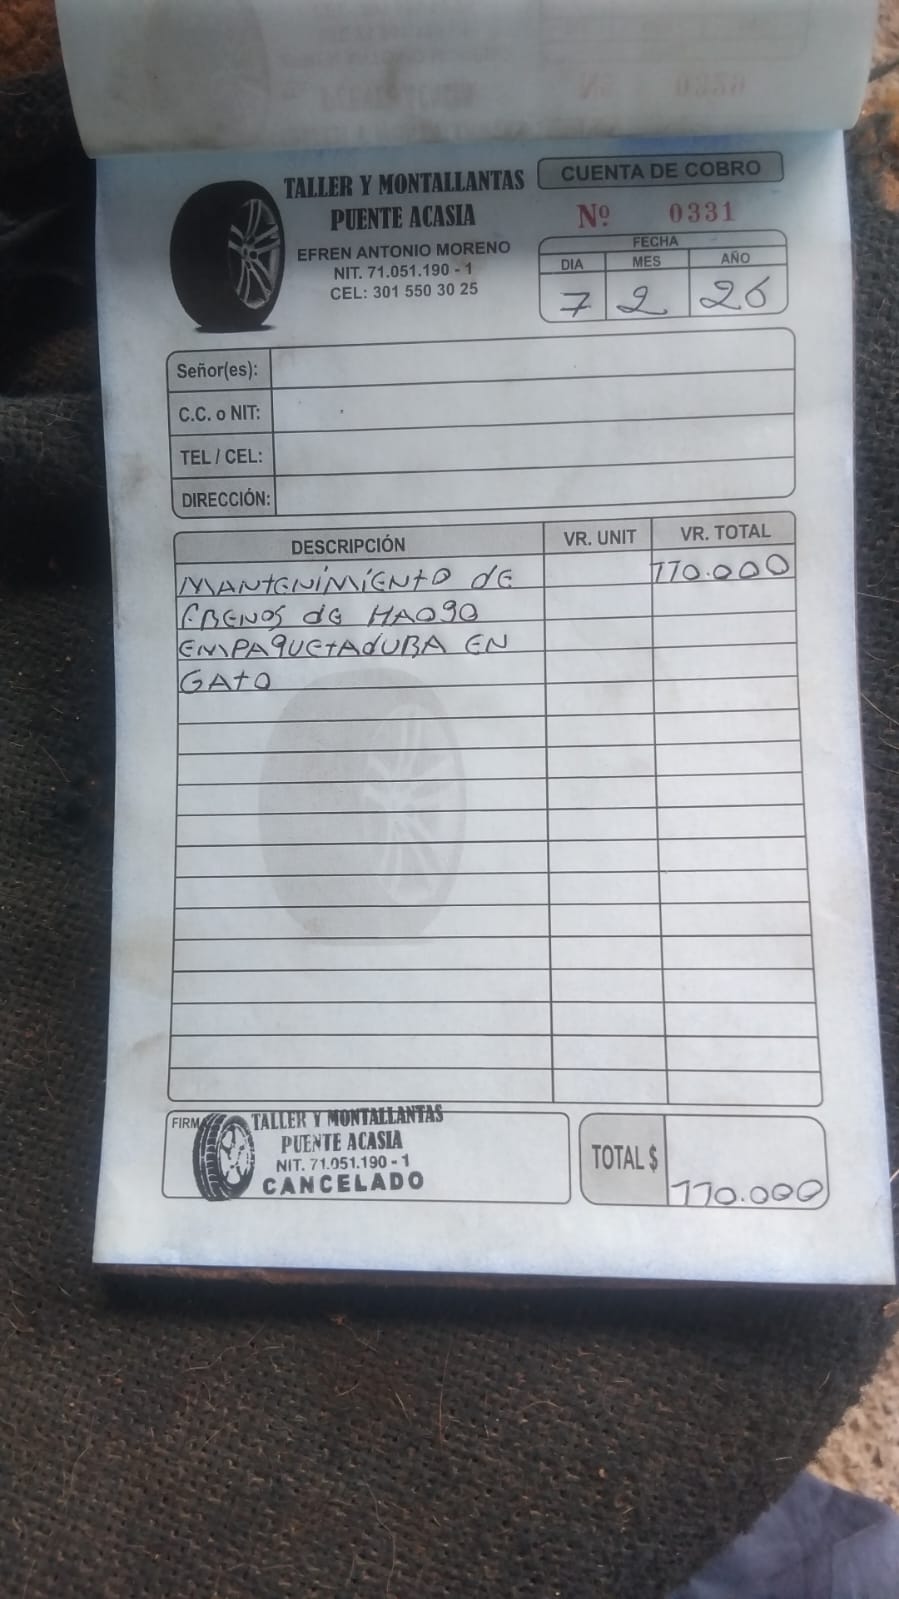 TALLER Y MONTALLANTAS
PUENTE ACASIA
EFREN ANTONIO MORENO
NIT. 71.051.190 - 1
CEL: 301 550 30 25
CUENTA DE COBRO
Nº 0331
FECHA
DIA MES AÑO
7 2 26
Señor(es):
C.C. o NIT:
TEL / CEL:
DIRECCIÓN:
DESCRIPCIÓN VR. UNIT VR. TOTAL
MANTENIMIENTO DE 110.000
FRENOS DE HAO90
EMPAQUETADURA EN
GATO
FIRM
TALLER Y MONTALLANTAS
PUENTE ACASIA
NIT. 71.051.190 - 1
CANCELADO
TOTAL $ 110.000